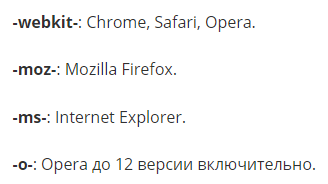 -webkit-: Chrome, Safari, Opera.
-moz-: Mozilla Firefox.
-ms-: Internet Explorer.
-o-: Opera до 12 версии включительно.